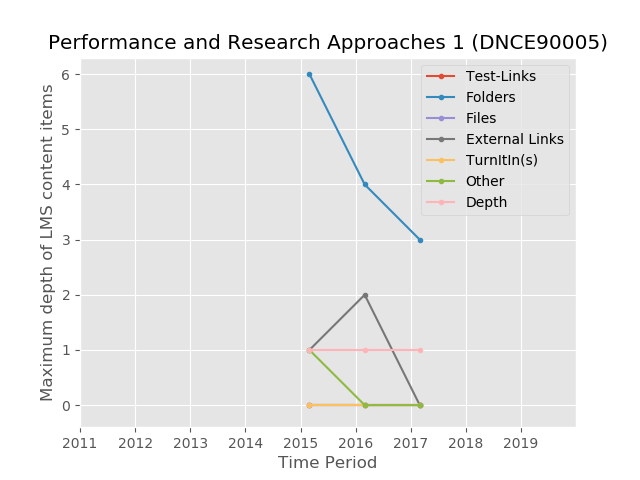 Performance and Research Approaches 1 (DNCE90005)
Maximum depth of LMS content items
6
5
4
3
2
1
0
Test-Links
Folders
Files
External Links
TurnItIn(s)
Other
Depth
2011 2012 2013 2014 2015 2016 2017 2018 2019
Time Period